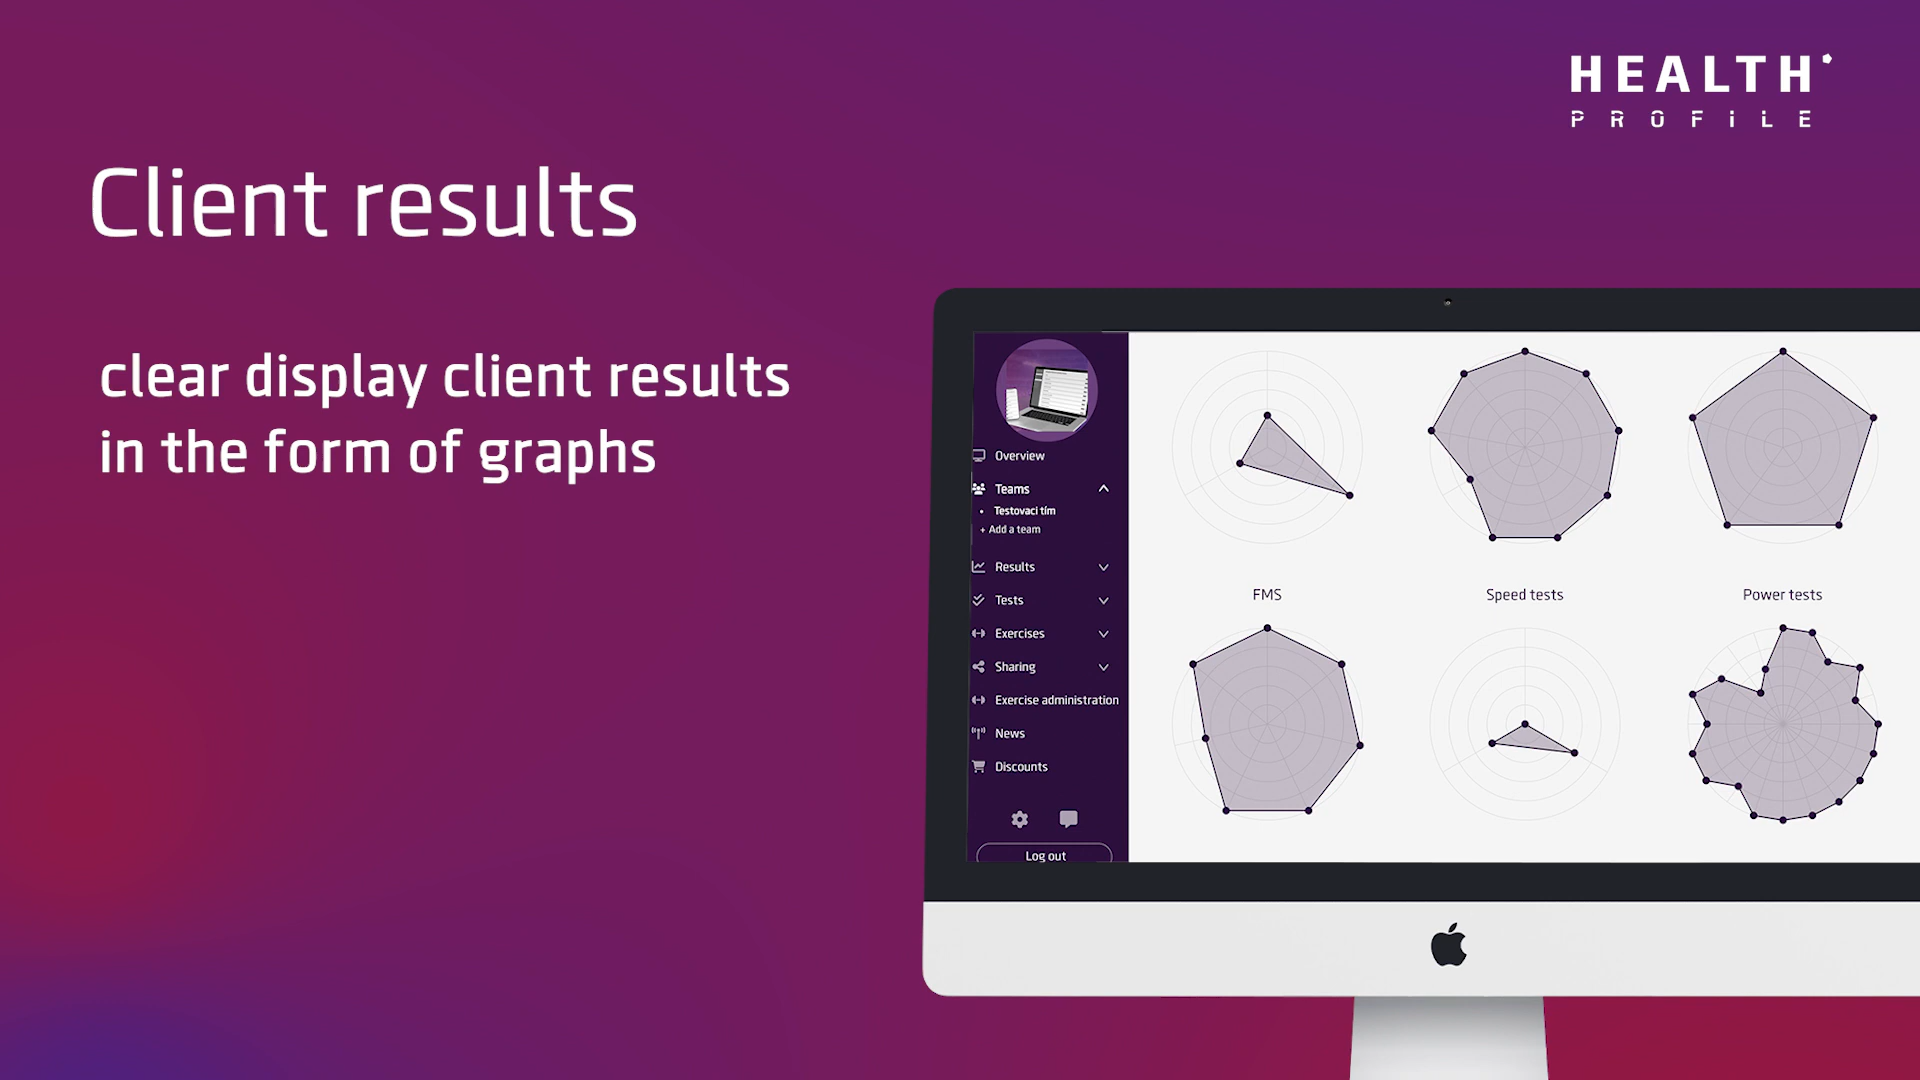 HEALTH
PROFILE
Client results
clear display client results
in the form of graphs
Overview
Teams
• Testovaci tím
+ Add a team
Results
Tests
Exercises
Sharing
Exercise administration
News
Discounts
Log out
FMS
Speed tests
Power tests